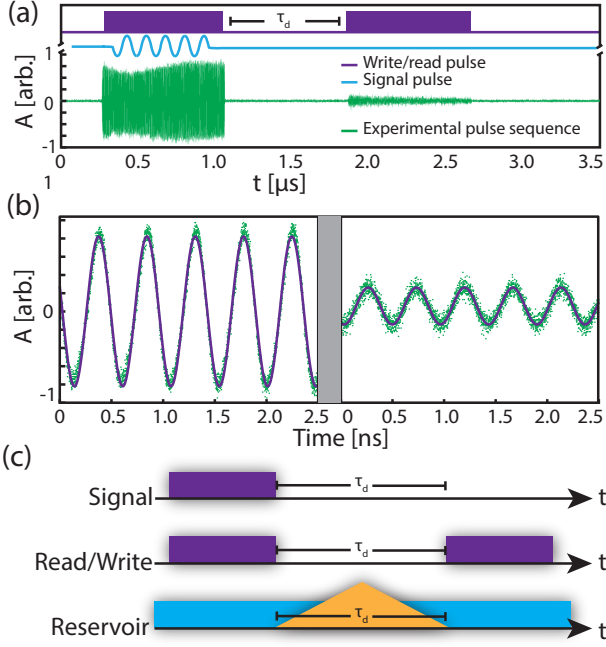 (a)
τd
Write/read pulse
Signal pulse
Experimental pulse sequence
A [arb.]
1
0
-1
0 0.5 1.0 1.5 2.0 2.5 3.0 3.5
t [μs]
1
(b)
A [arb.]
0
-1
0 0.5 1.0 1.5 2.0 2.5 0 0.5 1.0 1.5 2.0 2.5
Time [ns]
(c)
τd
Signal t
τd
Read/Write t
τd
Reservoir t